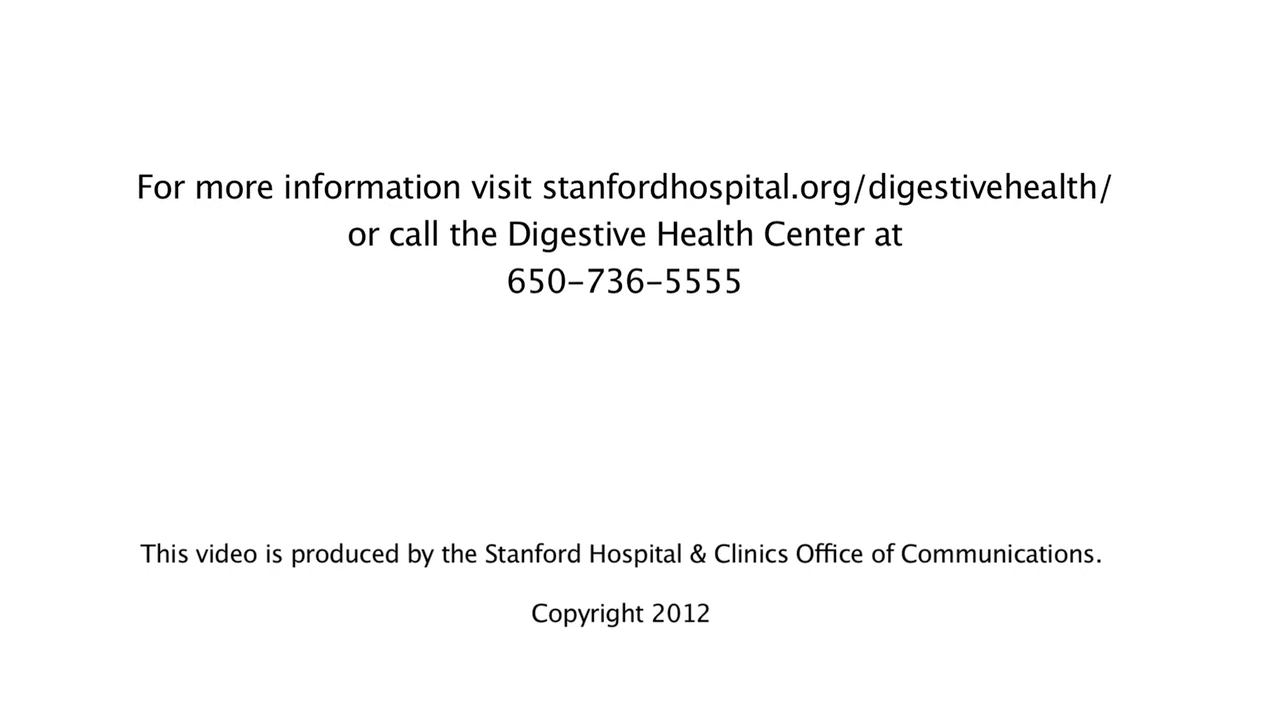 For more information visit stanfordhospital.org/digestivehealth/
or call the Digestive Health Center at
650-736-5555
This video is produced by the Stanford Hospital & Clinics Office of Communications.
Copyright 2012